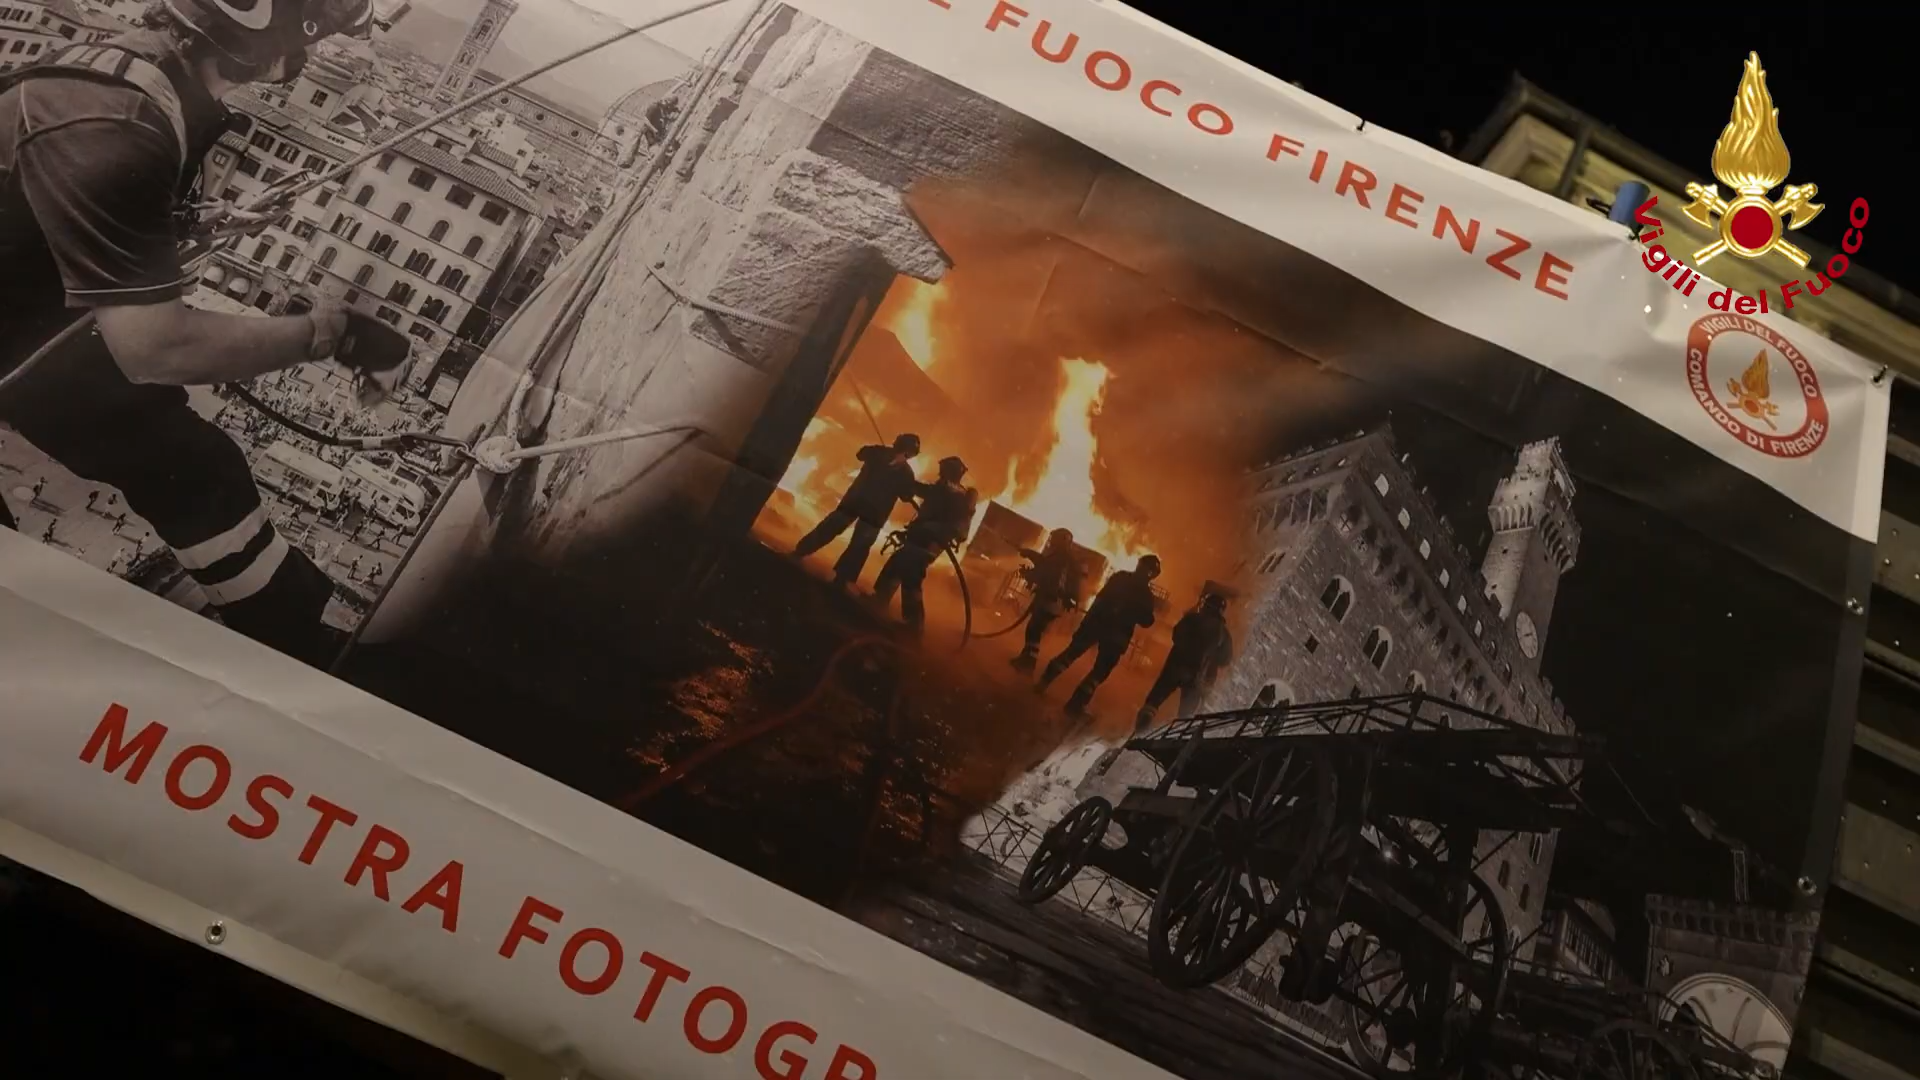 FUOCO FIRENZE
Vigili del Fuoco
VIGILI DEL FUOCO
COMANDO DI FIRENZE
MOSTRA FOTOGR